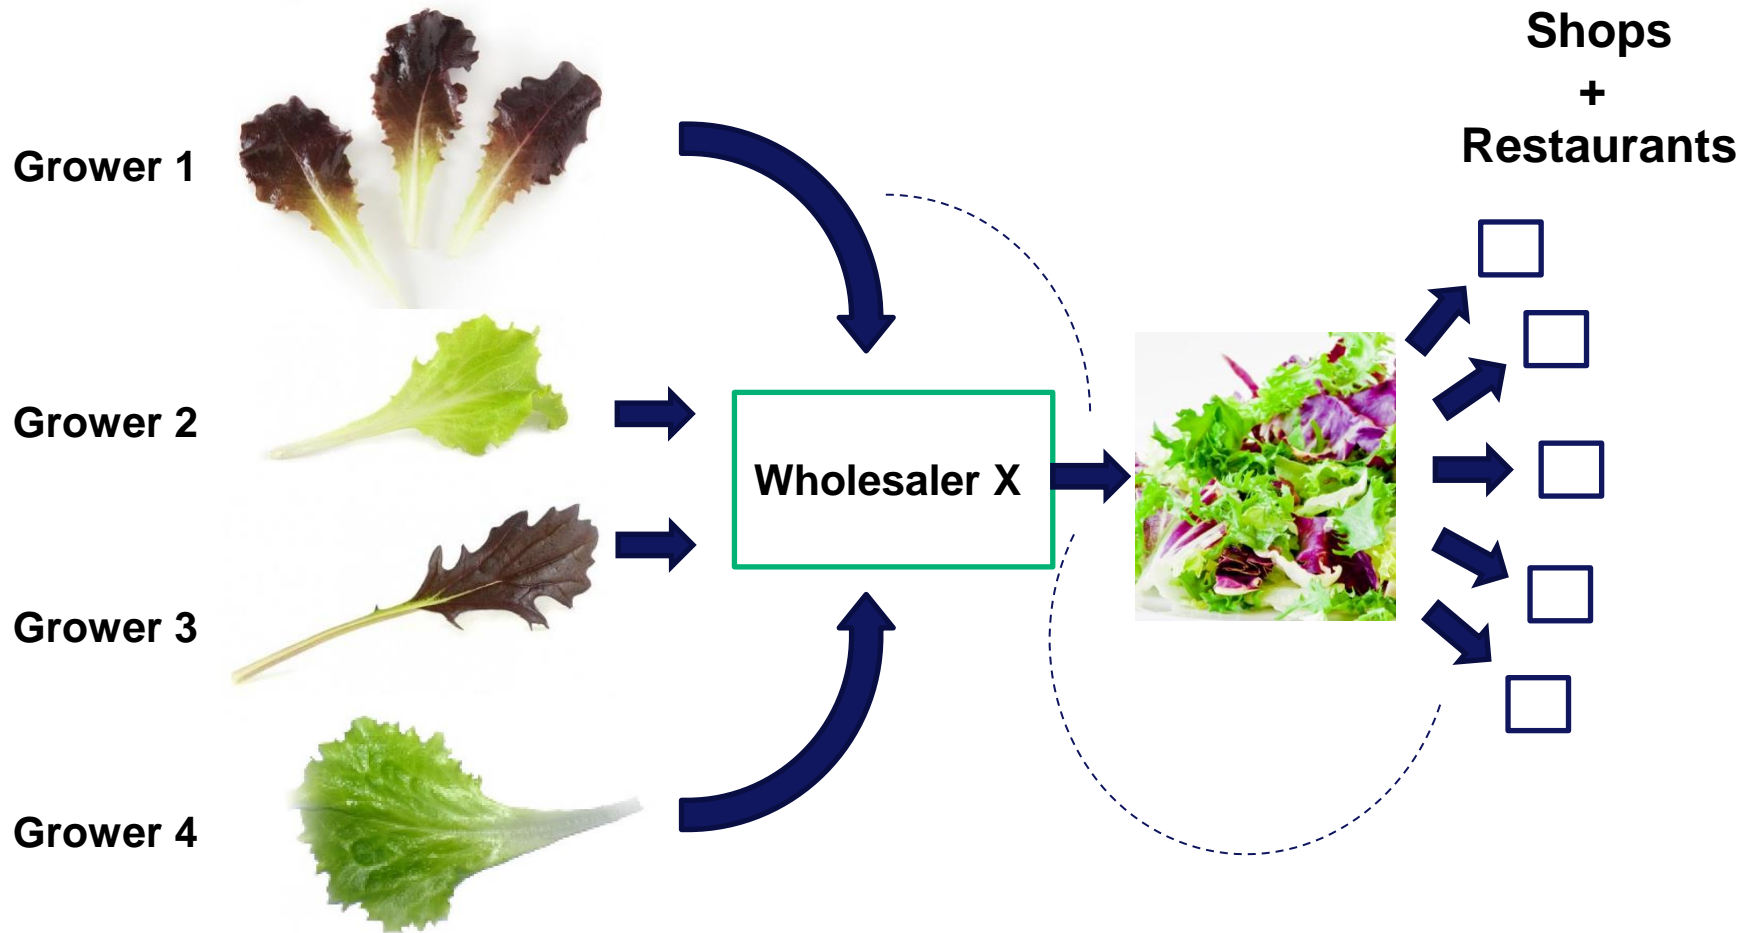 Shops
+
Restaurants
Grower 1
Grower 2
Wholesaler X
Grower 3
Grower 4